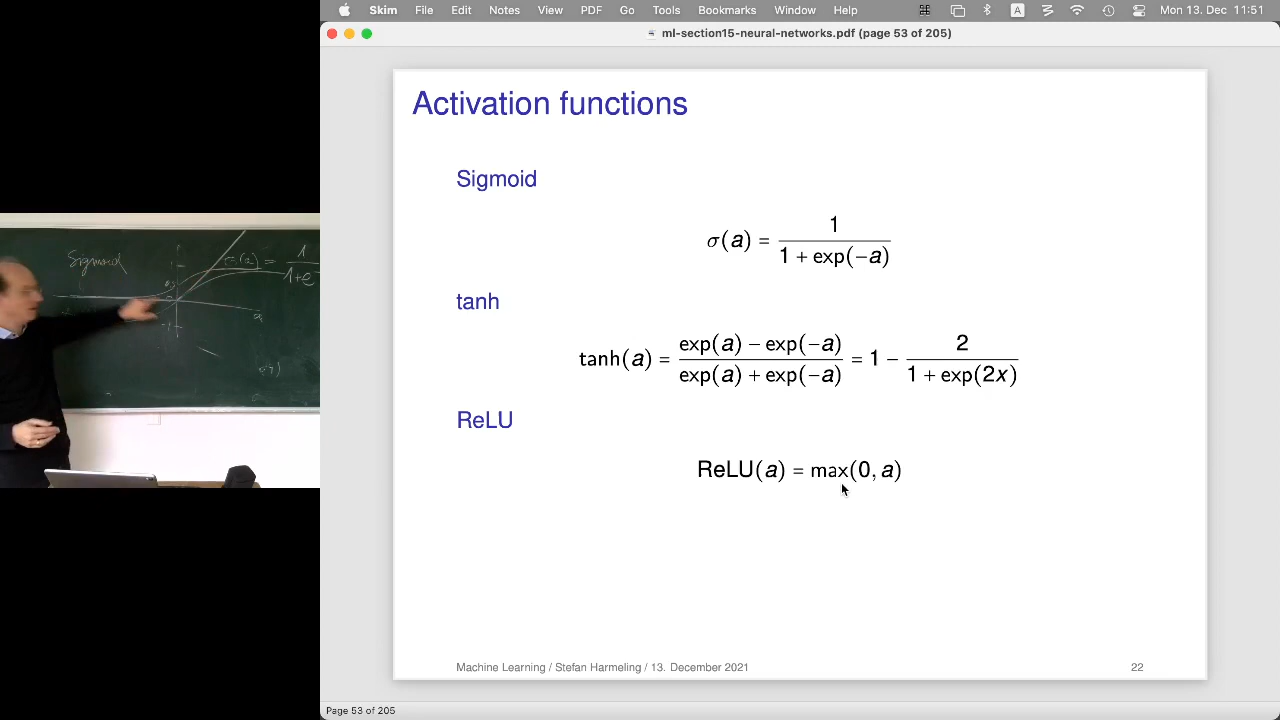 Skim File Edit Notes View PDF Go Tools Bookmarks Window Help A Mon 13. Dec 11:51
ml-section15-neural-networks.pdf (page 53 of 205)
Activation functions
Sigmoid
σ(a) = 1 / (1 + exp(−a))
tanh
tanh(a) = (exp(a) − exp(−a)) / (exp(a) + exp(−a)) = 1 − 2 / (1 + exp(2x))
ReLU
ReLU(a) = max(0, a)
Machine Learning / Stefan Harmeling / 13. December 2021 22
Page 53 of 205
Sigmoid
σ(a) = 1 / 1+e